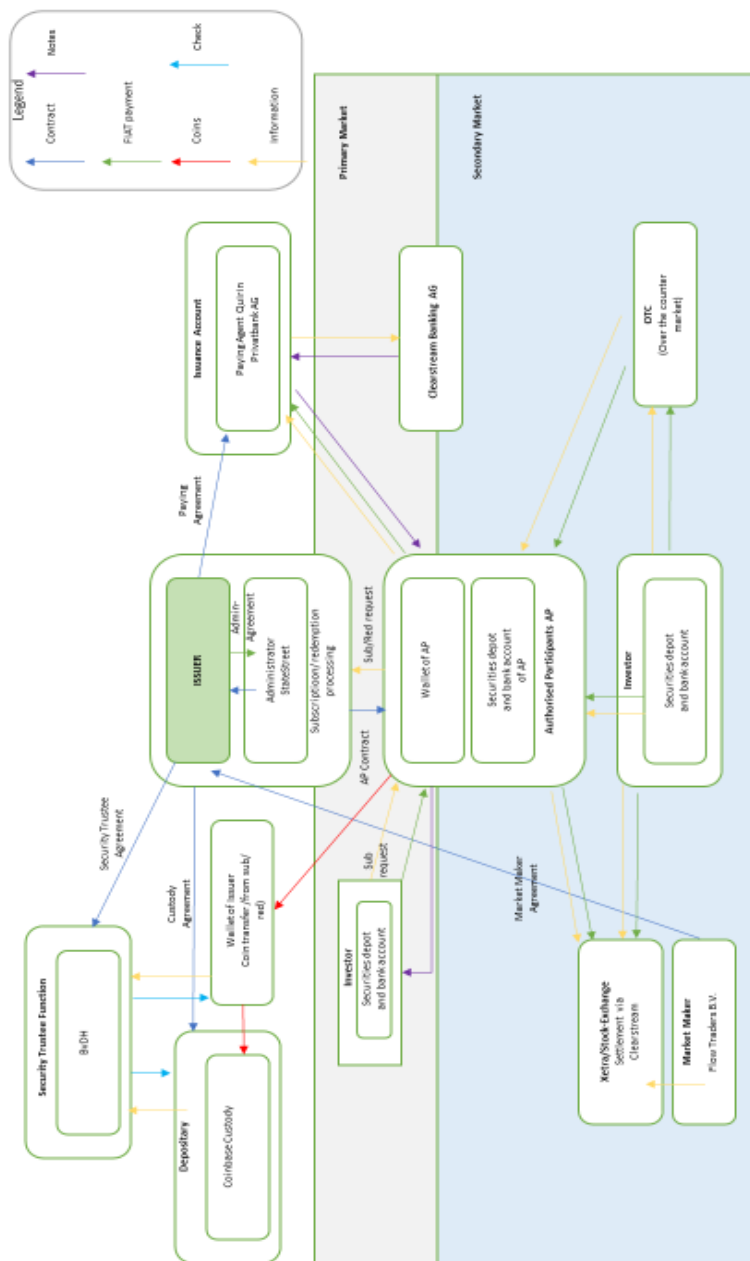 Legend
Notes
Check
Contract
FIAT payment
Coins
Information
Primary Market
Secondary Market
Issuance Account
Paying Agent Quirin
Privatbank AG
Clearstream Banking AG
OTC
(Over the counter
market)
Paying
Agreement
ISSUER
Admin-
Agreement
Administrator
StateStreet
Subscriptioon/redemption
processing
Sub/Red request
AP Contract
Wallet of AP
Securities depot
and bank account
of AP
Authorised Participants AP
Investor
Securities depot
and bank account
Security Trustee
Agreement
Custody
Agreement
Wallet of Issuer
Coin transfer /from sub/
red)
Sub
request
Market Maker
Agreement
Security Trustee Function
Depositary
Coinbase Custody
Investor
Securities depot
and bank account
Xetra/Stock-Exchange
Settlement via
Clearstream
Market Maker
Flow Traders B.V.